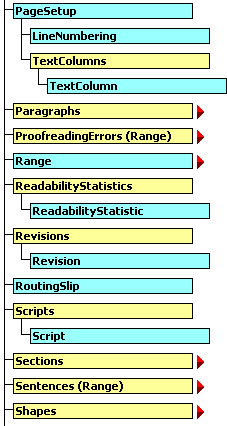 PageSetup
LineNumbering
TextColumns
TextColumn
Paragraphs
ProofreadingErrors (Range)
Range
ReadabilityStatistics
ReadabilityStatistic
Revisions
Revision
RoutingSlip
Scripts
Script
Sections
Sentences (Range)
Shapes